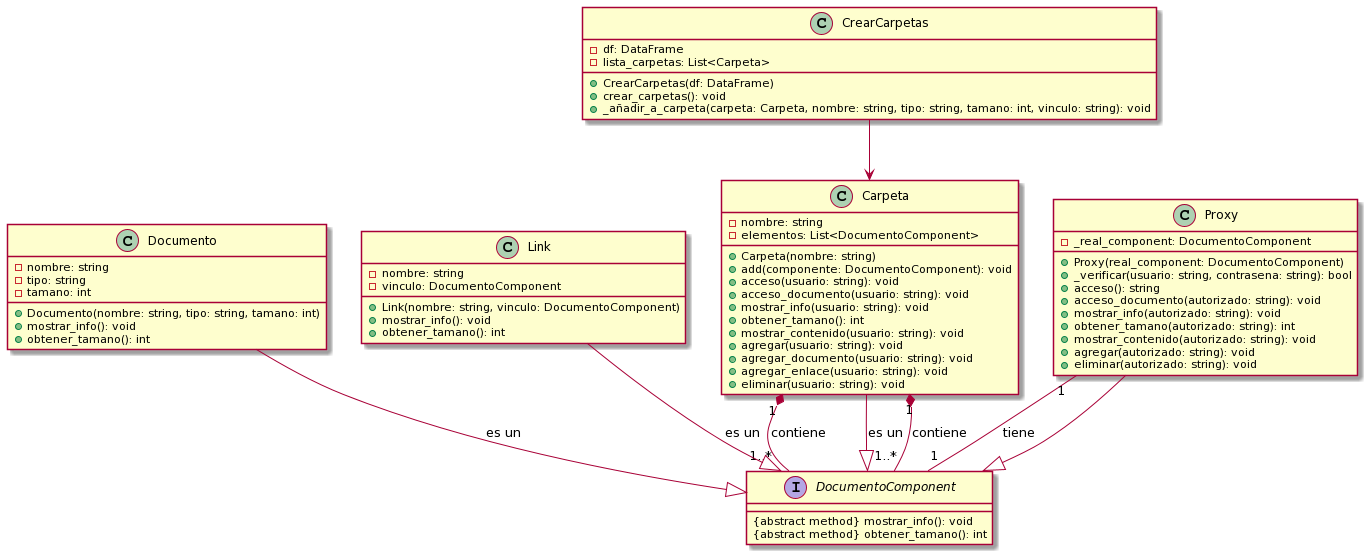 C CrearCarpetas
df: DataFrame
lista_carpetas: List<Carpeta>
CrearCarpetas(df: DataFrame)
crear_carpetas(): void
_añadir_a_carpeta(carpeta: Carpeta, nombre: string, tipo: string, tamano: int, vinculo: string): void
C Documento
nombre: string
tipo: string
tamano: int
Documento(nombre: string, tipo: string, tamano: int)
mostrar_info(): void
obtener_tamano(): int
C Link
nombre: string
vinculo: DocumentoComponent
Link(nombre: string, vinculo: DocumentoComponent)
mostrar_info(): void
obtener_tamano(): int
C Carpeta
nombre: string
elementos: List<DocumentoComponent>
Carpeta(nombre: string)
add(componente: DocumentoComponent): void
acceso(usuario: string): void
acceso_documento(usuario: string): void
mostrar_info(usuario: string): void
obtener_tamano(): int
mostrar_contenido(usuario: string): void
agregar(usuario: string): void
agregar_documento(usuario: string): void
agregar_enlace(usuario: string): void
eliminar(usuario: string): void
C Proxy
_real_component: DocumentoComponent
Proxy(real_component: DocumentoComponent)
_verificar(usuario: string, contrasena: string): bool
acceso(): string
acceso_documento(autorizado: string): void
mostrar_info(autorizado: string): void
obtener_tamano(autorizado: string): int
mostrar_contenido(autorizado: string): void
agregar(autorizado: string): void
eliminar(autorizado: string): void
1
1
1
es un
es un
contiene
es un
contiene
tiene
1..*
1..*
1
I DocumentoComponent
{abstract method} mostrar_info(): void
{abstract method} obtener_tamano(): int